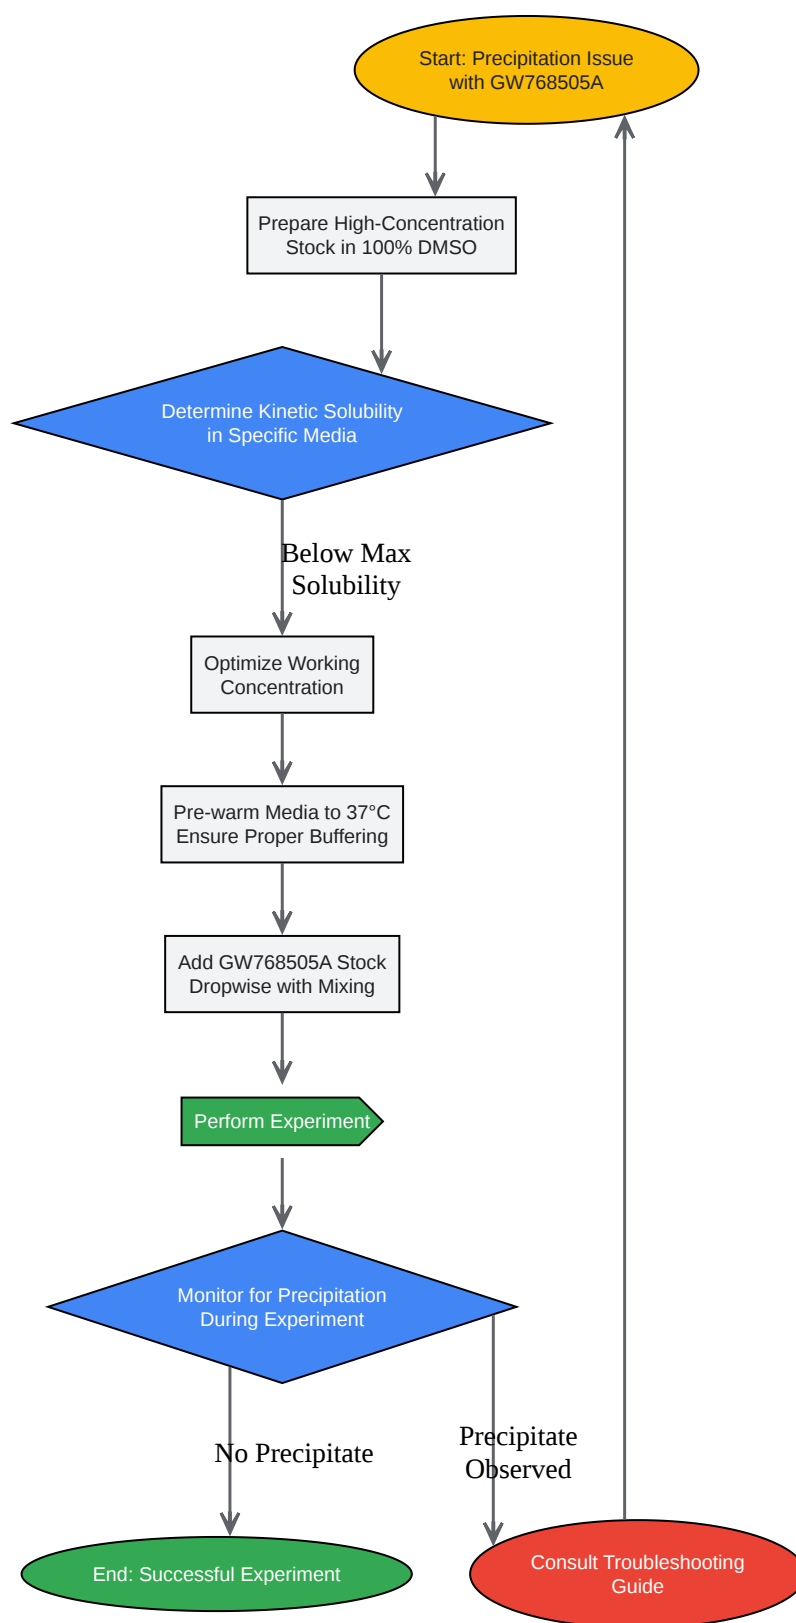 Start: Precipitation Issue
with GW768505A
Prepare High-Concentration
Stock in 100% DMSO
Determine Kinetic Solubility
in Specific Media
Below Max
Solubility
Optimize Working
Concentration
Pre-warm Media to 37°C
Ensure Proper Buffering
Add GW768505A Stock
Dropwise with Mixing
Perform Experiment
Monitor for Precipitation
During Experiment
No Precipitate
Precipitate
Observed
End: Successful Experiment
Consult Troubleshooting
Guide